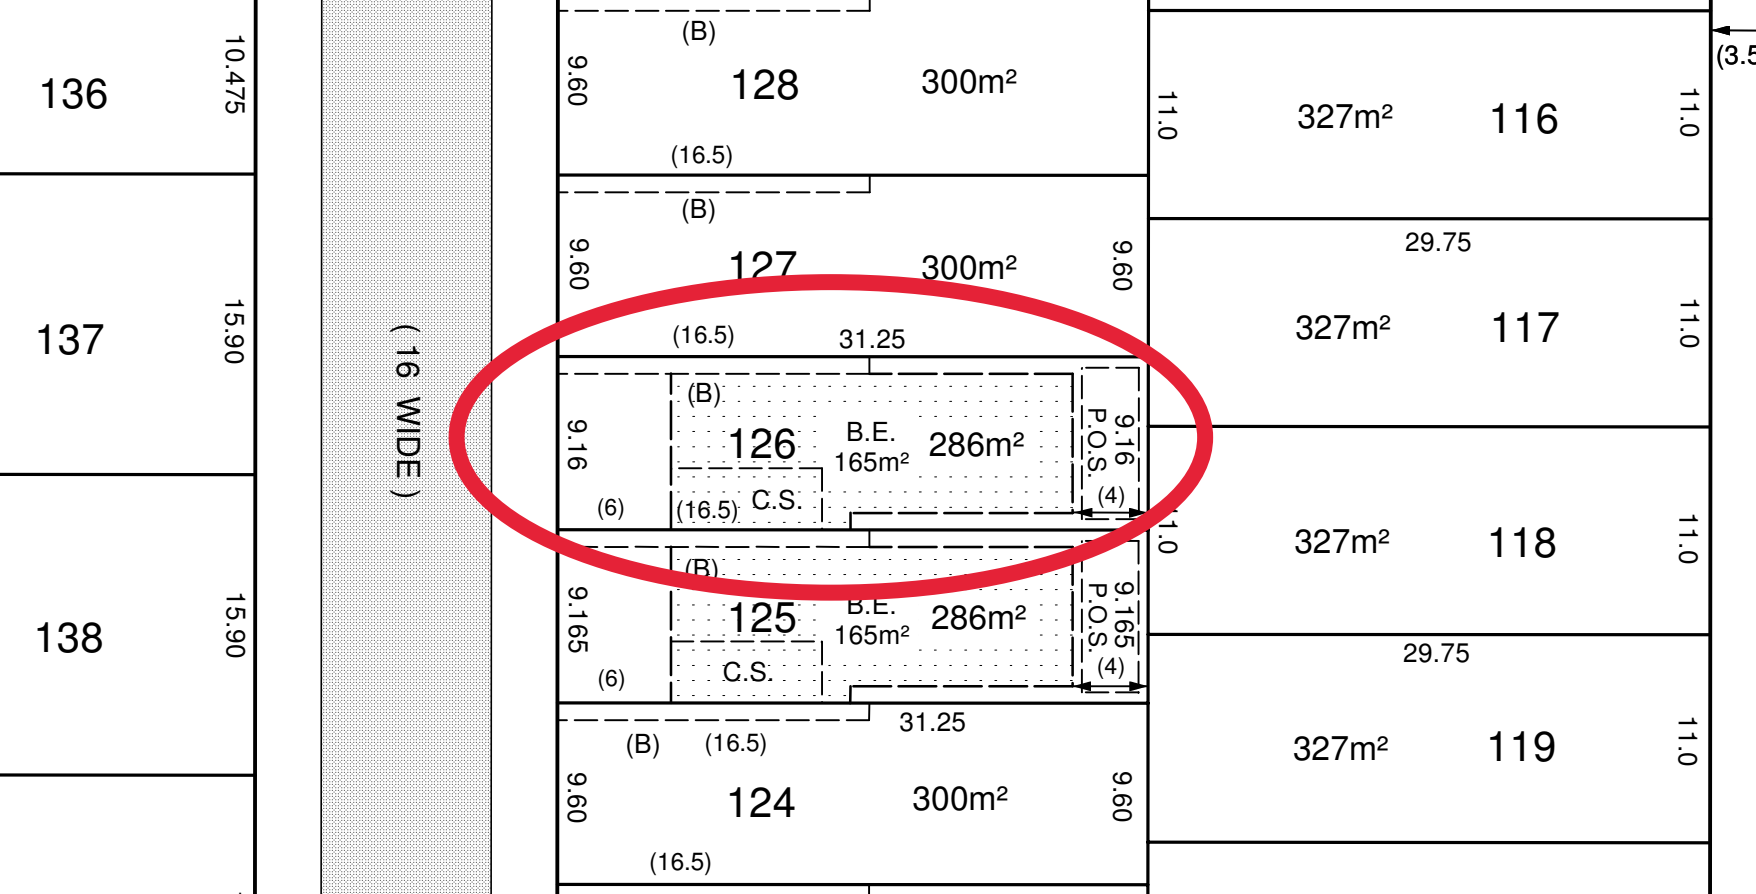 136
10.475
137
15.90
138
15.90
( 16 WIDE )
(B)
9.60
128
300m²
(16.5)
(B)
9.60
127
300m²
9.60
(16.5)
31.25
(B)
9.16
126
B.E.
165m²
286m²
9.16
P.O.S.
(6)
(16.5)
C.S.
(4)
(B)
9.165
125
B.E.
165m²
286m²
9.165
P.O.S.
(6)
C.S.
(4)
31.25
(B)
(16.5)
9.60
124
300m²
9.60
(16.5)
11.0
327m²
116
11.0
29.75
327m²
117
11.0
327m²
118
11.0
29.75
327m²
119
11.0